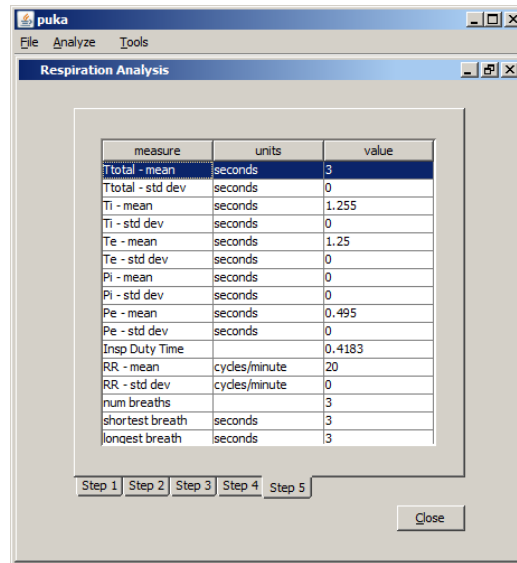 puka
File Analyze Tools
Respiration Analysis
measure units value
Ttotal - mean seconds 3
Ttotal - std dev seconds 0
Ti - mean seconds 1.255
Ti - std dev seconds 0
Te - mean seconds 1.25
Te - std dev seconds 0
Pi - mean seconds 0
Pi - std dev seconds 0
Pe - mean seconds 0.495
Pe - std dev seconds 0
Insp Duty Time 0.4183
RR - mean cycles/minute 20
RR - std dev cycles/minute 0
num breaths 3
shortest breath seconds 3
longest breath seconds 3
Step 1 Step 2 Step 3 Step 4 Step 5
Close